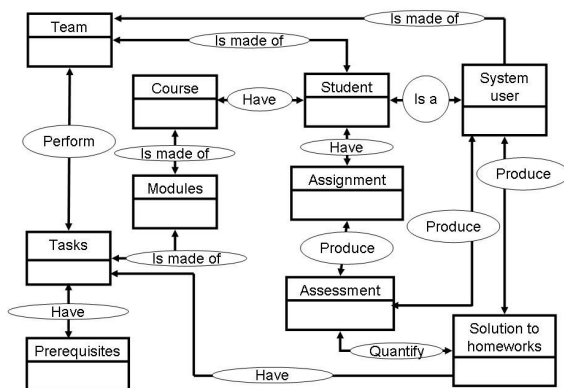 Is made of
Team
Is made of
Course
Have
Student
Is a
System
user
Perform
Is made of
Have
Produce
Modules
Assignment
Tasks
Is made of
Produce
Produce
Have
Assessment
Prerequisites
Have
Quantify
Solution to
homeworks